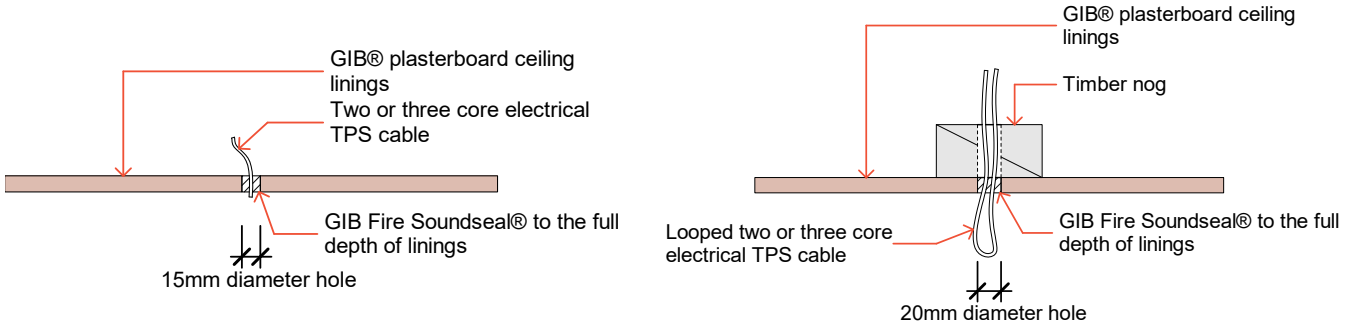 GIB® plasterboard ceiling
linings
Two or three core electrical
TPS cable
GIB Fire Soundseal® to the full
depth of linings
15mm diameter hole
GIB® plasterboard ceiling
linings
Timber nog
Looped two or three core
electrical TPS cable
GIB Fire Soundseal® to the full
depth of linings
20mm diameter hole